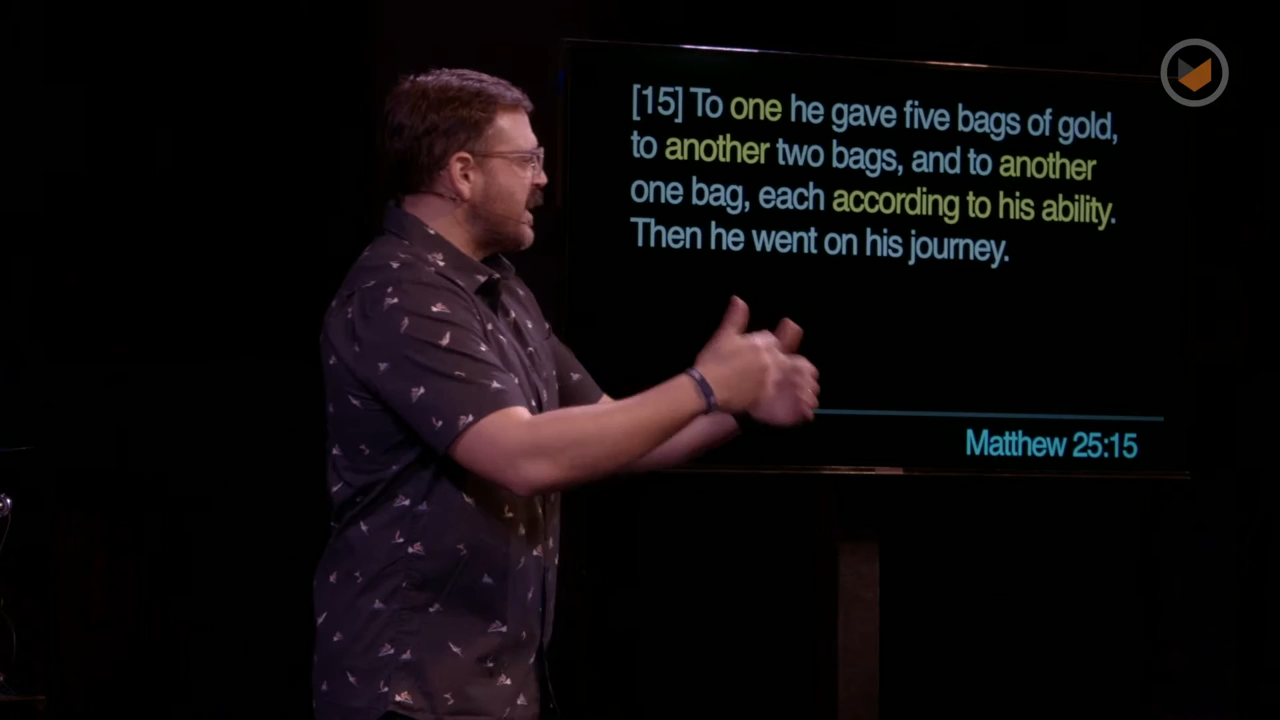 [15] To one he gave five bags of gold,
to another two bags, and to another
one bag, each according to his ability.
Then he went on his journey.
Matthew 25:15